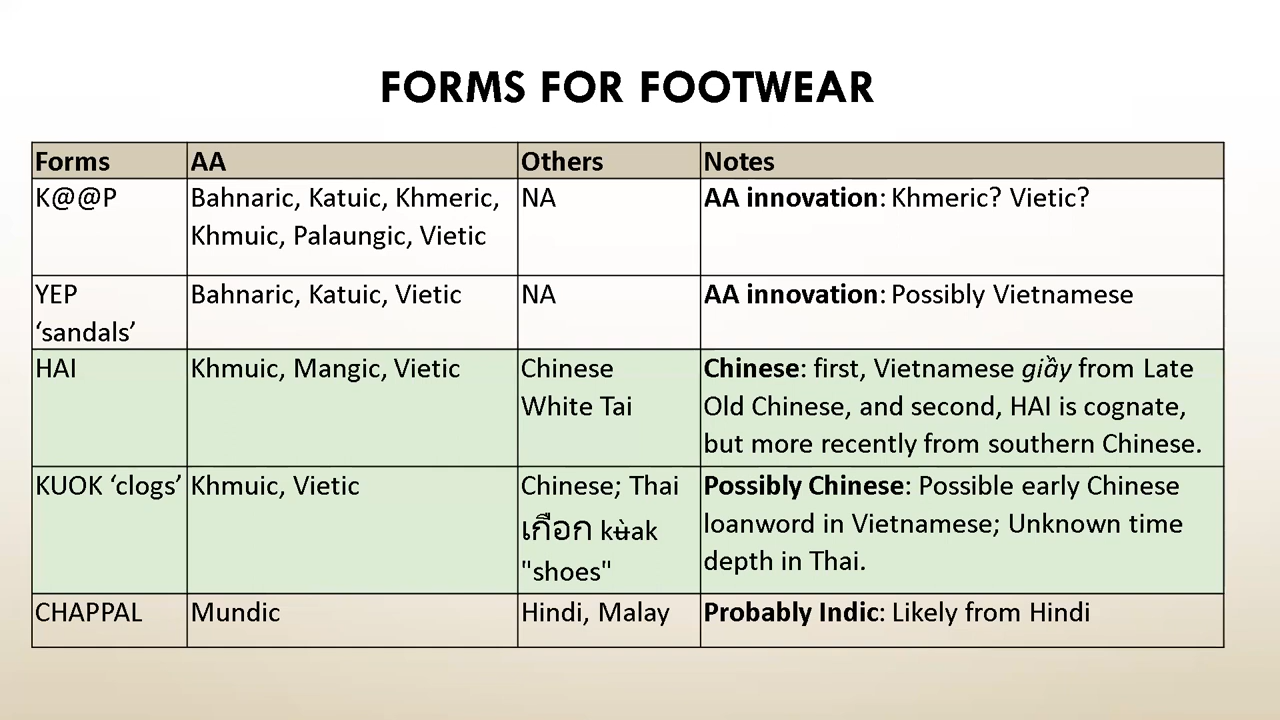 FORMS FOR FOOTWEAR
Forms AA Others Notes
K@@P Bahnaric, Katuic, Khmeric, NA AA innovation: Khmeric? Vietic?
Khmuic, Palaungic, Vietic
YEP Bahnaric, Katuic, Vietic NA AA innovation: Possibly Vietnamese
‘sandals’
HAI Khmuic, Mangic, Vietic Chinese Chinese: first, Vietnamese giầy from Late
White Tai Old Chinese, and second, HAI is cognate,
but more recently from southern Chinese.
KUOK ‘clogs’ Khmuic, Vietic Chinese; Thai Possibly Chinese: Possible early Chinese
เกือก kʉ̀ak loanword in Vietnamese; Unknown time
"shoes" depth in Thai.
CHAPPAL Mundic Hindi, Malay Probably Indic: Likely from Hindi